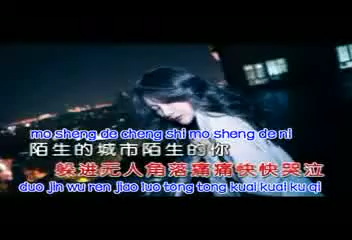 mo sheng de cheng shi mo sheng de ni
陌生的城市陌生的你
躲进无人角落痛痛快快哭泣
duo jin wu ren jiao luo tong tong kuai kuai ku qi